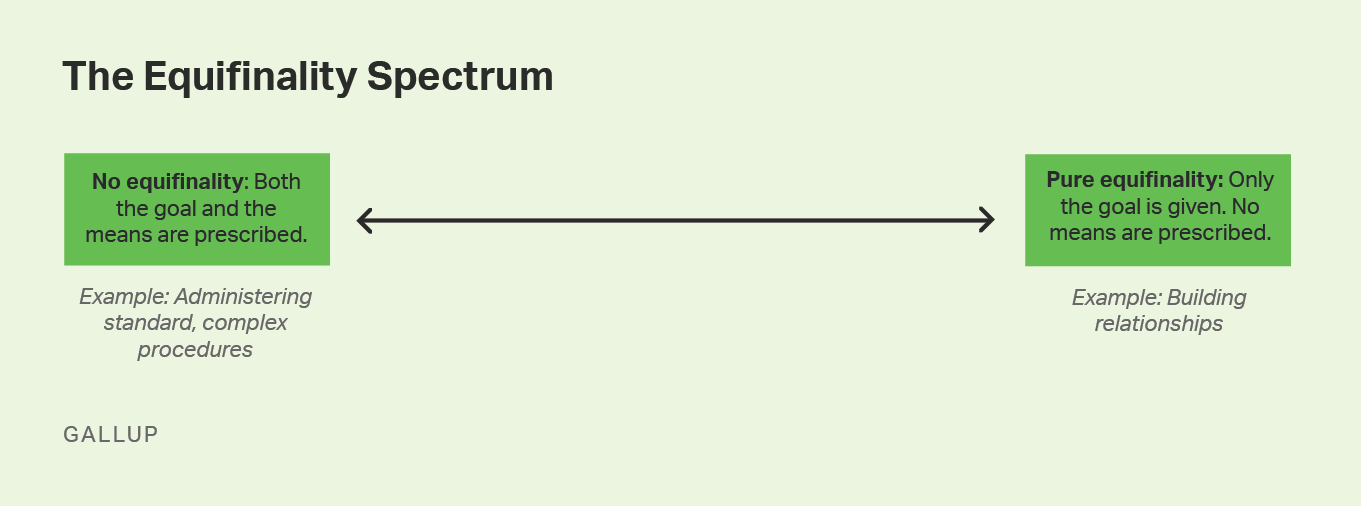 The Equifinality Spectrum
No equifinality: Both
the goal and the
means are prescribed.
Example: Administering
standard, complex
procedures
Pure equifinality: Only
the goal is given. No
means are prescribed.
Example: Building
relationships
GALLUP